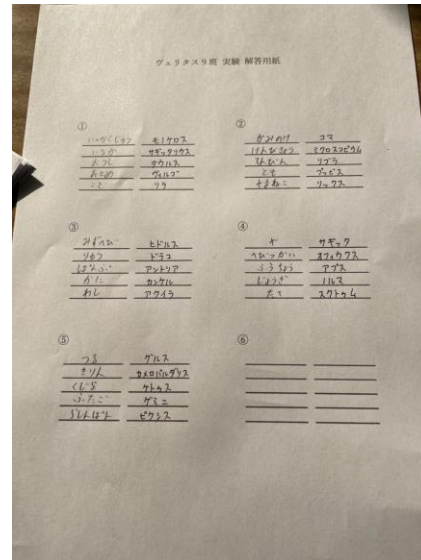 ヴェリタス9班 実験 解答用紙
①
いっかくじゅう モノケロス
いるか サギッタリウス
おうし タウルス
おとめ ヴィルゴ
こと リラ
②
かみのけ コマ
けんびきょう ミクロスコピウム
てんびん リブラ
とも プッピス
やまねこ リンクス
③
みずへび ヒドルス
りゅう ドラコ
ぽんぷ アントリア
かに カンケル
わし アクイラ
④
や サギッタ
へびつかい オフィウクス
ふうちょう アプス
じょうぎ ノルマ
たて スクトゥム
⑤
つる グルス
きりん カメロパルダリス
くじら ケトゥス
ふたご ゲミニ
らしんばん ピクシス
⑥